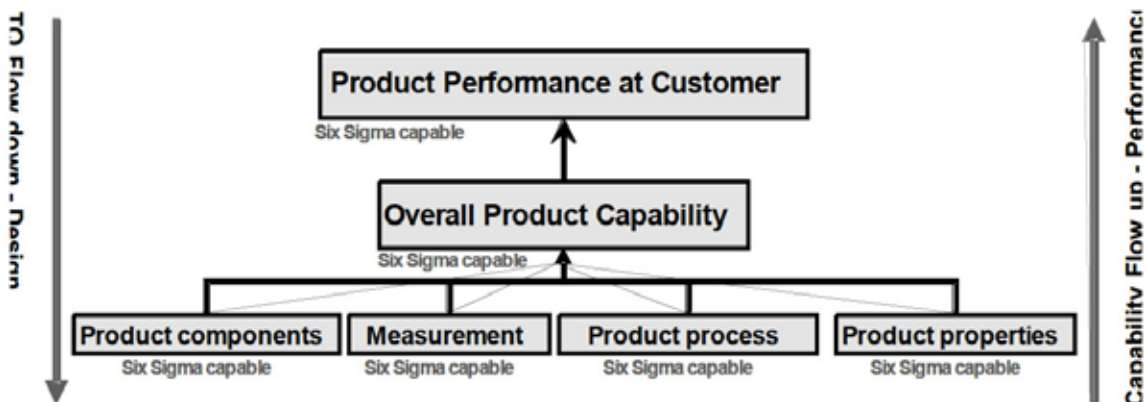 TO Flow down - Design
Product Performance at Customer
Six Sigma capable
Overall Product Capability
Six Sigma capable
Product components
Measurement
Product process
Product properties
Six Sigma capable
Six Sigma capable
Six Sigma capable
Six Sigma capable
Capability Flow up - Performance